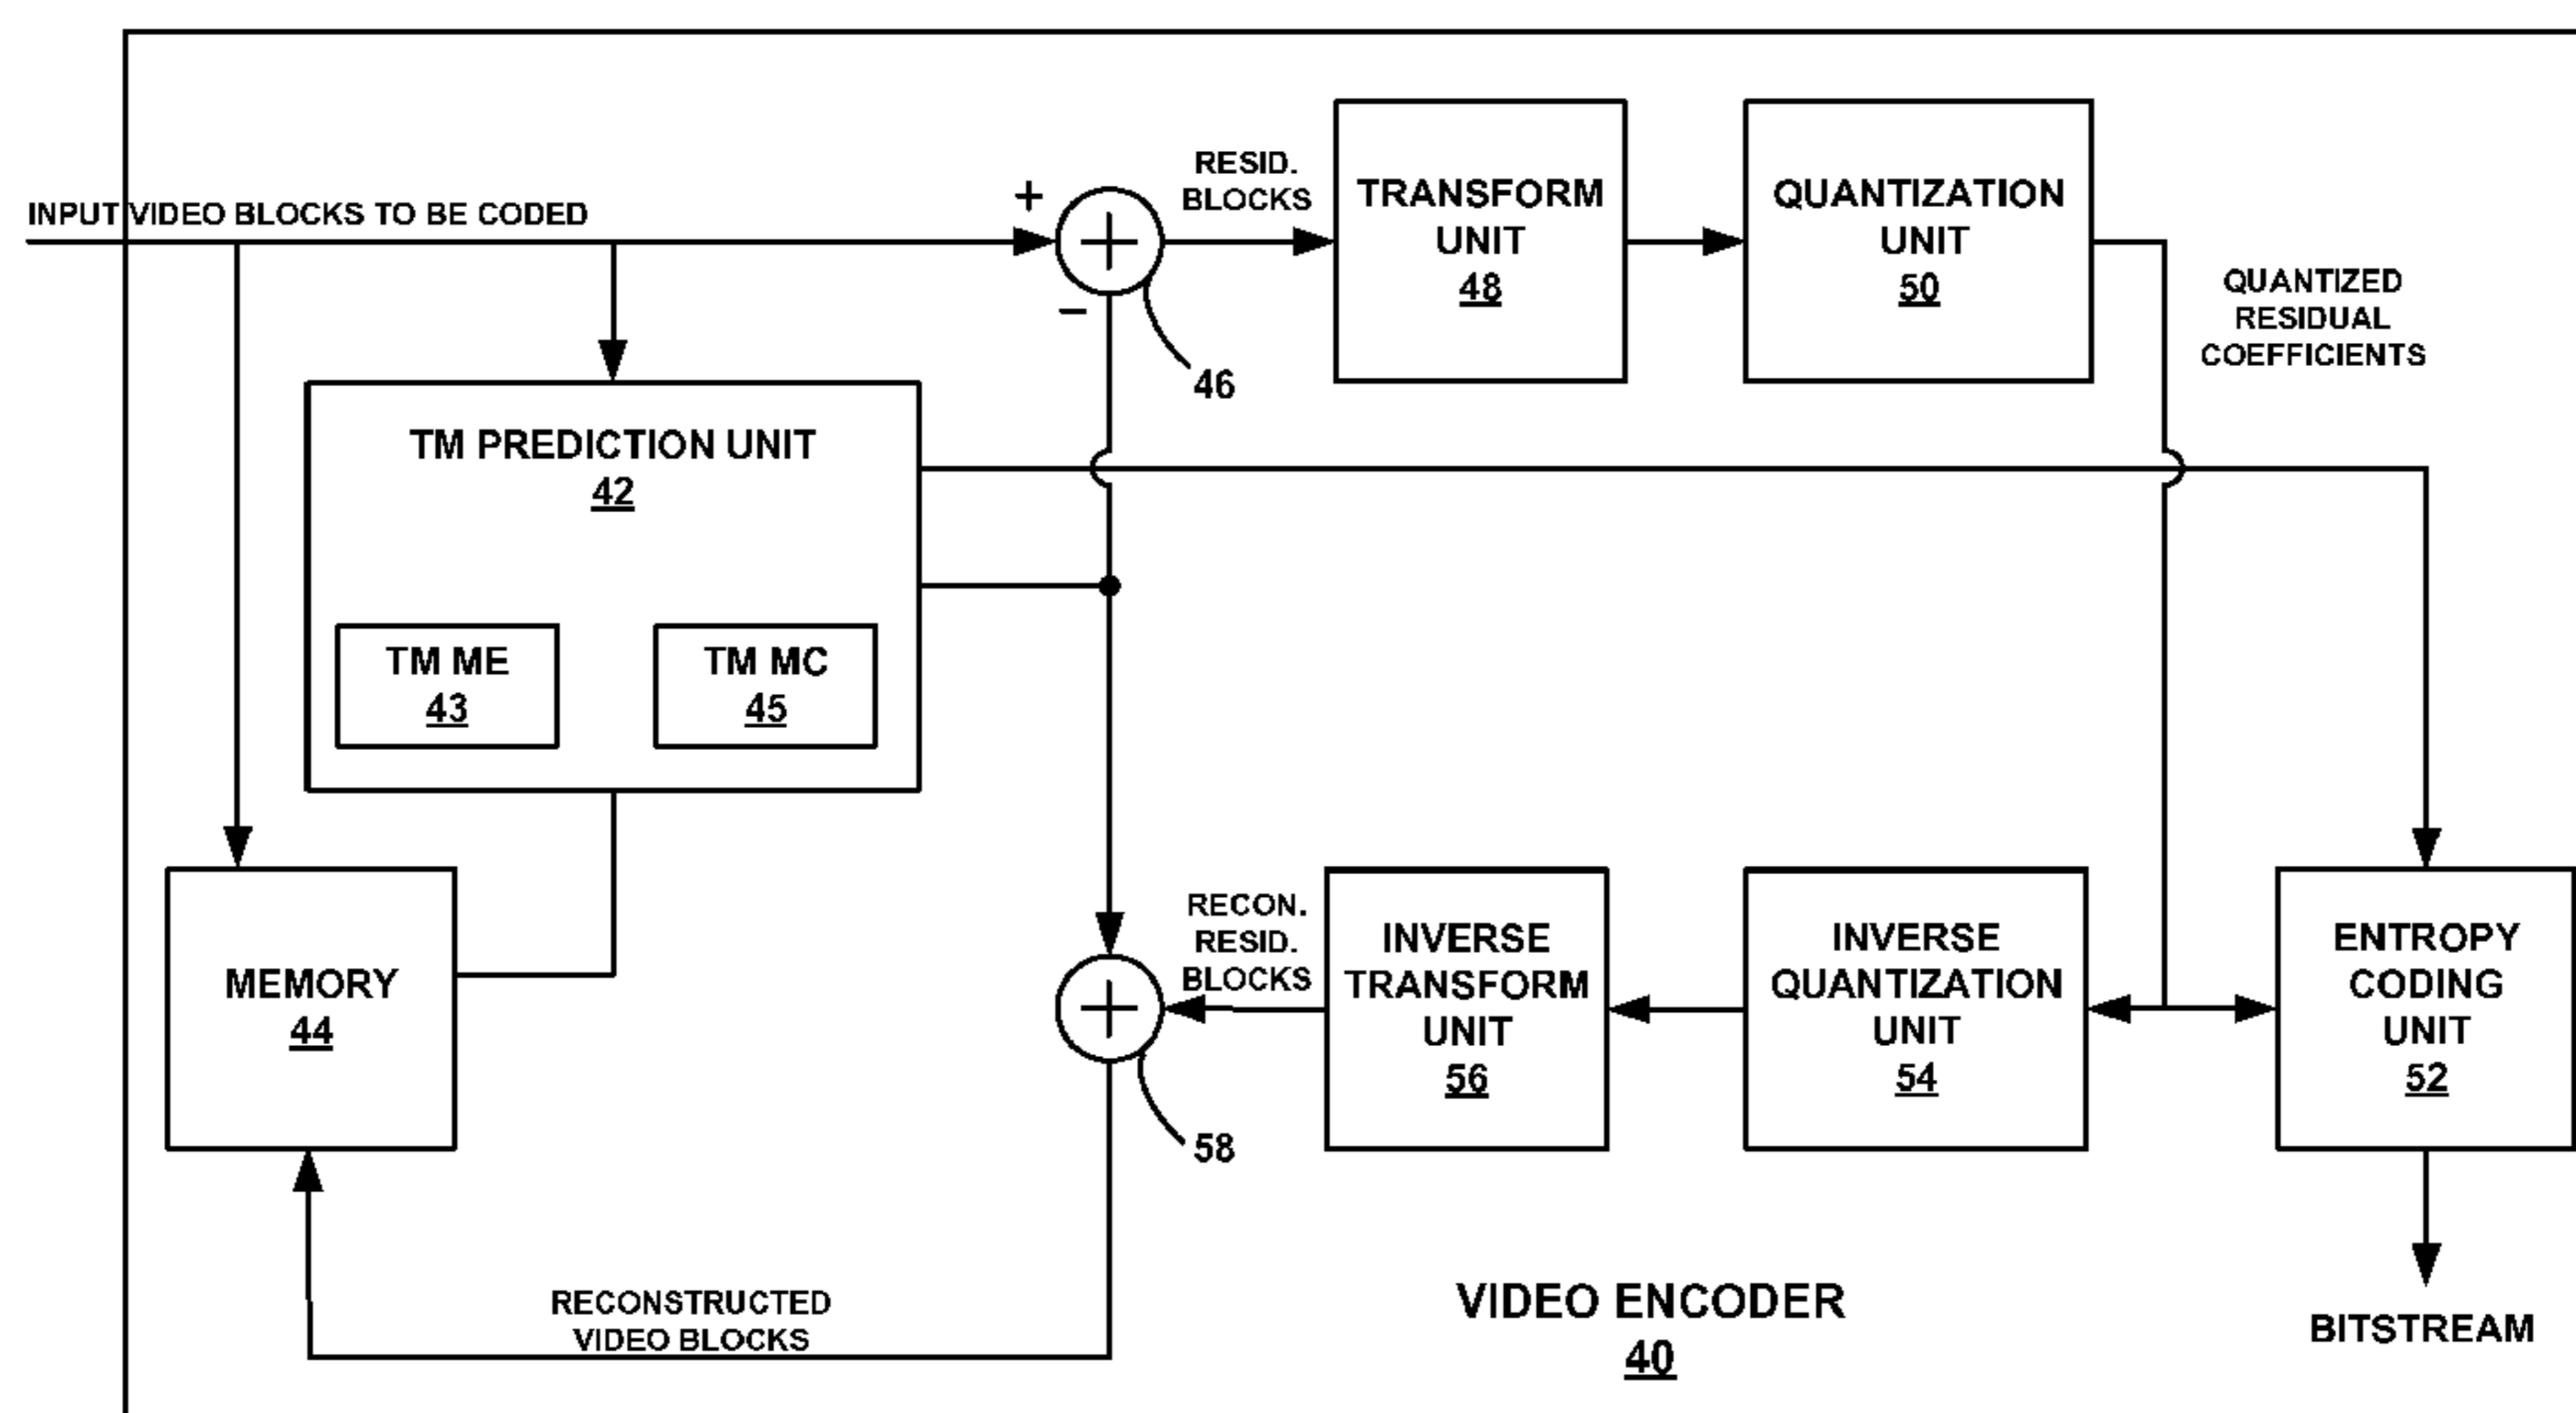 INPUT VIDEO BLOCKS TO BE CODED
+
−
46
RESID.
BLOCKS
TRANSFORM
UNIT
48
QUANTIZATION
UNIT
50
QUANTIZED
RESIDUAL
COEFFICIENTS
TM PREDICTION UNIT
42
TM ME
43
TM MC
45
MEMORY
44
RECON.
RESID.
BLOCKS
58
INVERSE
TRANSFORM
UNIT
56
INVERSE
QUANTIZATION
UNIT
54
ENTROPY
CODING
UNIT
52
RECONSTRUCTED
VIDEO BLOCKS
VIDEO ENCODER
40
BITSTREAM